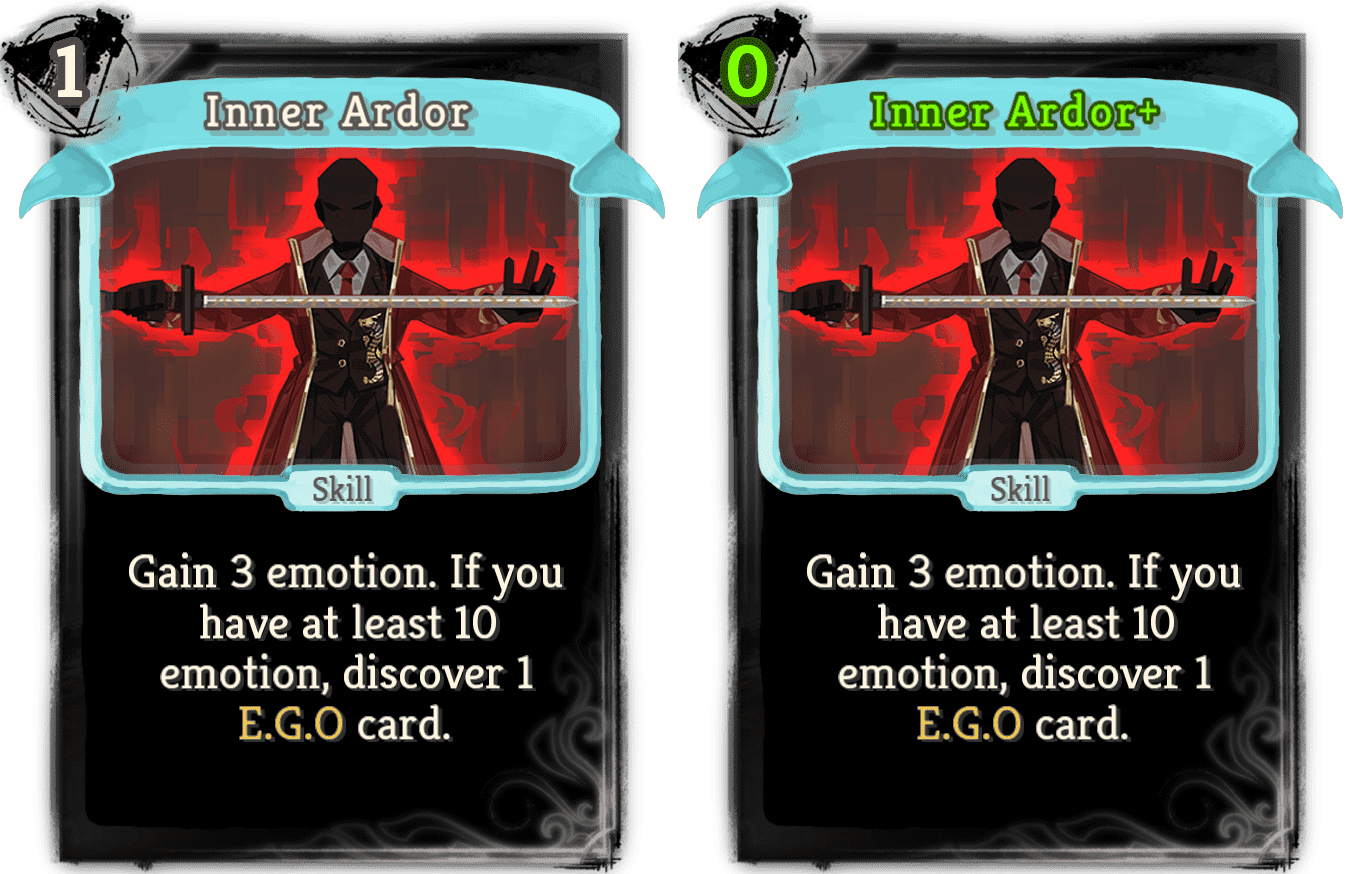 1
Inner Ardor
Skill
Gain 3 emotion. If you
have at least 10
emotion, discover 1
E.G.O card.
0
Inner Ardor+
Skill
Gain 3 emotion. If you
have at least 10
emotion, discover 1
E.G.O card.